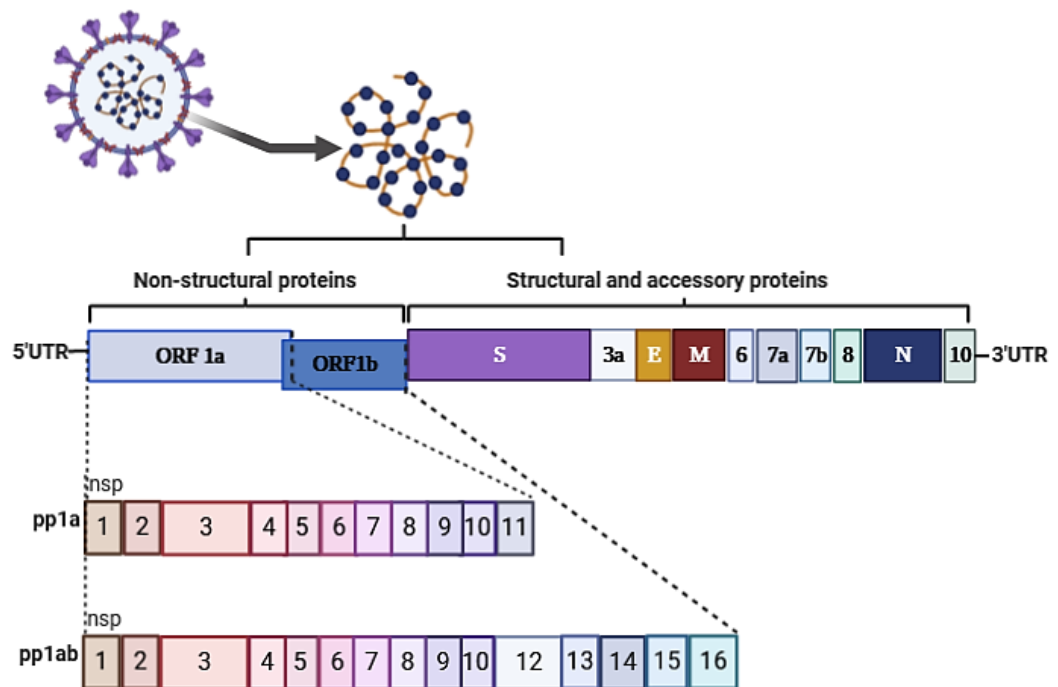 Non-structural proteins Structural and accessory proteins
5'UTR ORF 1a ORF1b S 3a E M 6 7a 7b 8 N 10 3'UTR
nsp
pp1a 1 2 3 4 5 6 7 8 9 10 11
nsp
pp1ab 1 2 3 4 5 6 7 8 9 10 12 13 14 15 16